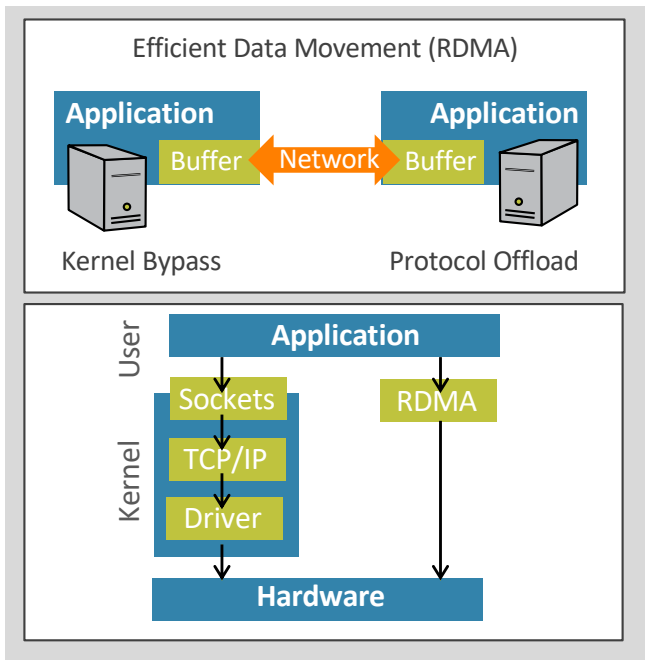 Efficient Data Movement (RDMA)
Application
Application
Buffer
Network
Buffer
Kernel Bypass
Protocol Offload
User
Application
Sockets
RDMA
Kernel
TCP/IP
Driver
Hardware